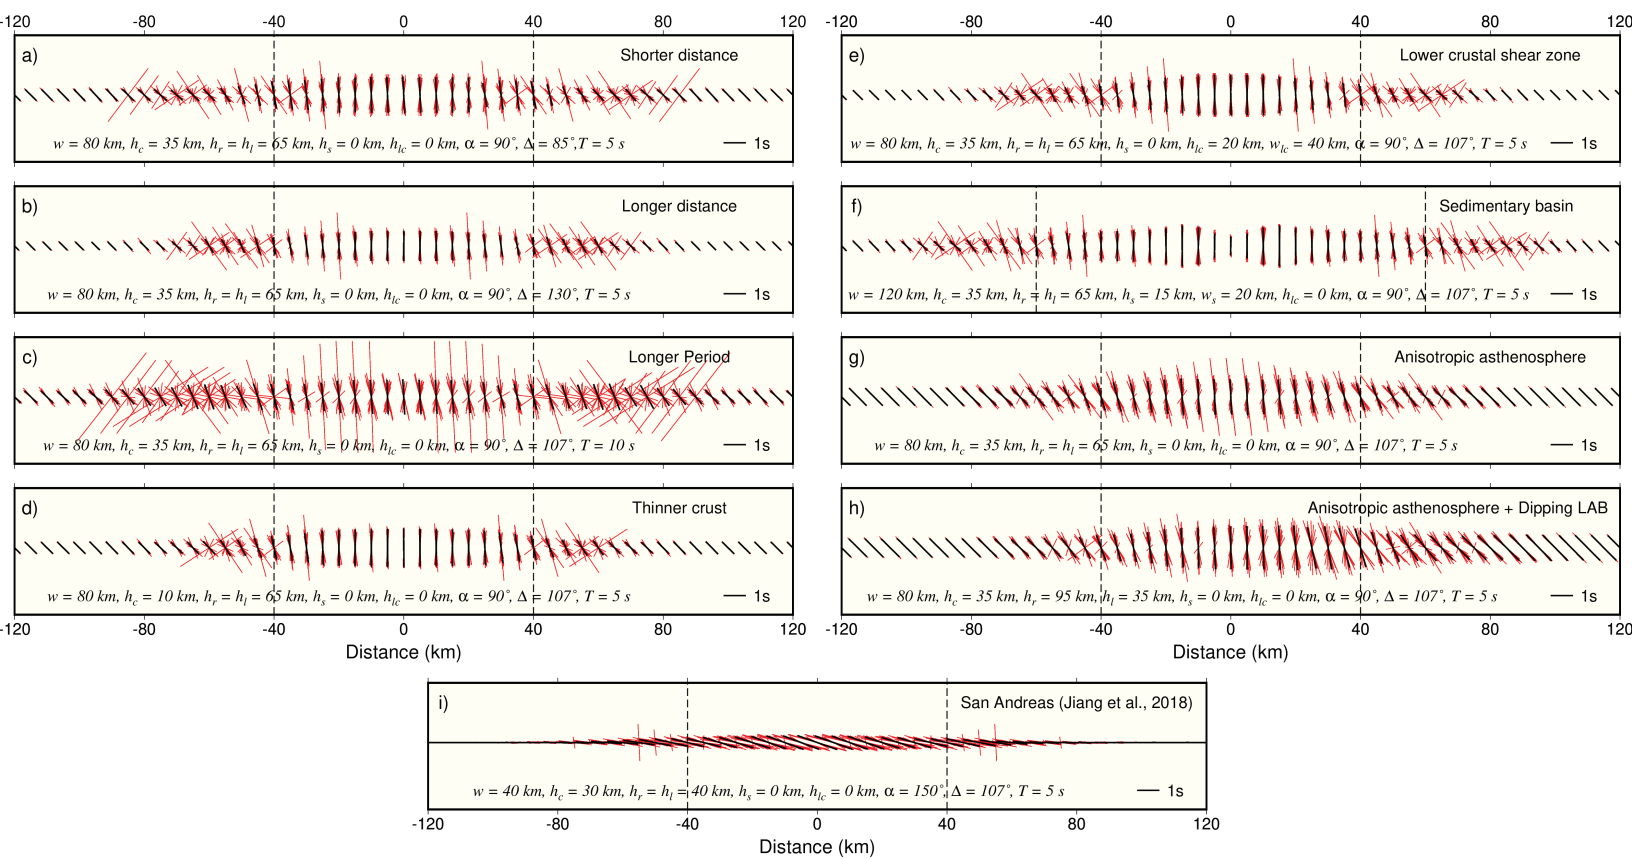 -120 -80 -40 0 40 80 120
a) Shorter distance
w = 80 km, hc = 35 km, hr = hl = 65 km, hs = 0 km, hlc = 0 km, α = 90°, Δ = 85°,T = 5 s 1s
b) Longer distance
w = 80 km, hc = 35 km, hr = hl = 65 km, hs = 0 km, hlc = 0 km, α = 90°, Δ = 130°, T = 5 s 1s
c) Longer Period
w = 80 km, hc = 35 km, hr = hl = 65 km, hs = 0 km, hlc = 0 km, α = 90°, Δ = 107°, T = 10 s 1s
d) Thinner crust
w = 80 km, hc = 10 km, hr = hl = 65 km, hs = 0 km, hlc = 0 km, α = 90°, Δ = 107°, T = 5 s 1s
-120 -80 -40 0 40 80 120
Distance (km)
-120 -80 -40 0 40 80 120
e) Lower crustal shear zone
w = 80 km, hc = 35 km, hr = hl = 65 km, hs = 0 km, hlc = 20 km, wlc = 40 km, α = 90°, Δ = 107°, T = 5 s 1s
f) Sedimentary basin
w = 120 km, hc = 35 km, hr = hl = 65 km, hs = 15 km, ws = 20 km, hlc = 0 km, α = 90°, Δ = 107°, T = 5 s 1s
g) Anisotropic asthenosphere
w = 80 km, hc = 35 km, hr = hl = 65 km, hs = 0 km, hlc = 0 km, α = 90°, Δ = 107°, T = 5 s 1s
h) Anisotropic asthenosphere + Dipping LAB
w = 80 km, hc = 35 km, hr = 95 km, hl = 35 km, hs = 0 km, hlc = 0 km, α = 90°, Δ = 107°, T = 5 s 1s
-120 -80 -40 0 40 80 120
Distance (km)
i) San Andreas (Jiang et al., 2018)
w = 40 km, hc = 30 km, hr = hl = 40 km, hs = 0 km, hlc = 0 km, α = 150°, Δ = 107°, T = 5 s 1s
-120 -80 -40 0 40 80 120
Distance (km)